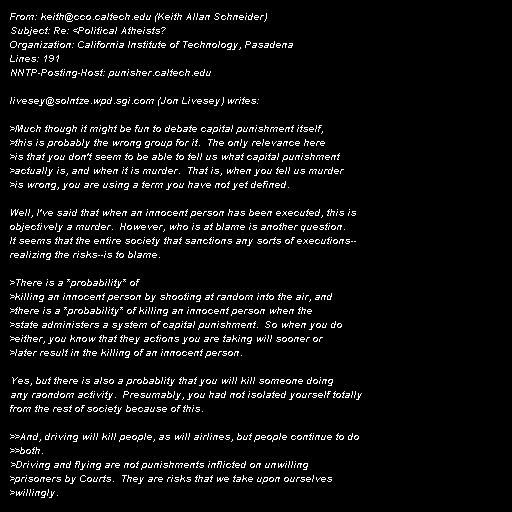 From: keith@cco.caltech.edu (Keith Allan Schneider)
Subject: Re: <Political Atheists?
Organization: California Institute of Technology, Pasadena
Lines: 191
NNTP-Posting-Host: punisher.caltech.edu

livesey@solntze.wpd.sgi.com (Jon Livesey) writes:

>Much though it might be fun to debate capital punishment itself,
>this is probably the wrong group for it.  The only relevance here
>is that you don't seem to be able to tell us what capital punishment
>actually is, and when it is murder.  That is, when you tell us murder
>is wrong, you are using a term you have not yet defined.

Well, I've said that when an innocent person has been executed, this is
objectively a murder.  However, who is at blame is another question.
It seems that the entire society that sanctions any sorts of executions--
realizing the risks--is to blame.

>There is a *probability* of
>killing an innocent person by shooting at random into the air, and
>there is a *probability* of killing an innocent person when the
>state administers a system of capital punishment.  So when you do
>either, you know that they actions you are taking will sooner or
>later result in the killing of an innocent person.

Yes, but there is also a probablity that you will kill someone doing
any raondom activity.  Presumably, you had not isolated yourself totally
from the rest of society because of this.

>>And, driving will kill people, as will airlines, but people continue to do
>>both.
>Driving and flying are not punishments inflicted on unwilling
>prisoners by Courts.  They are risks that we take upon ourselves
>willingly.